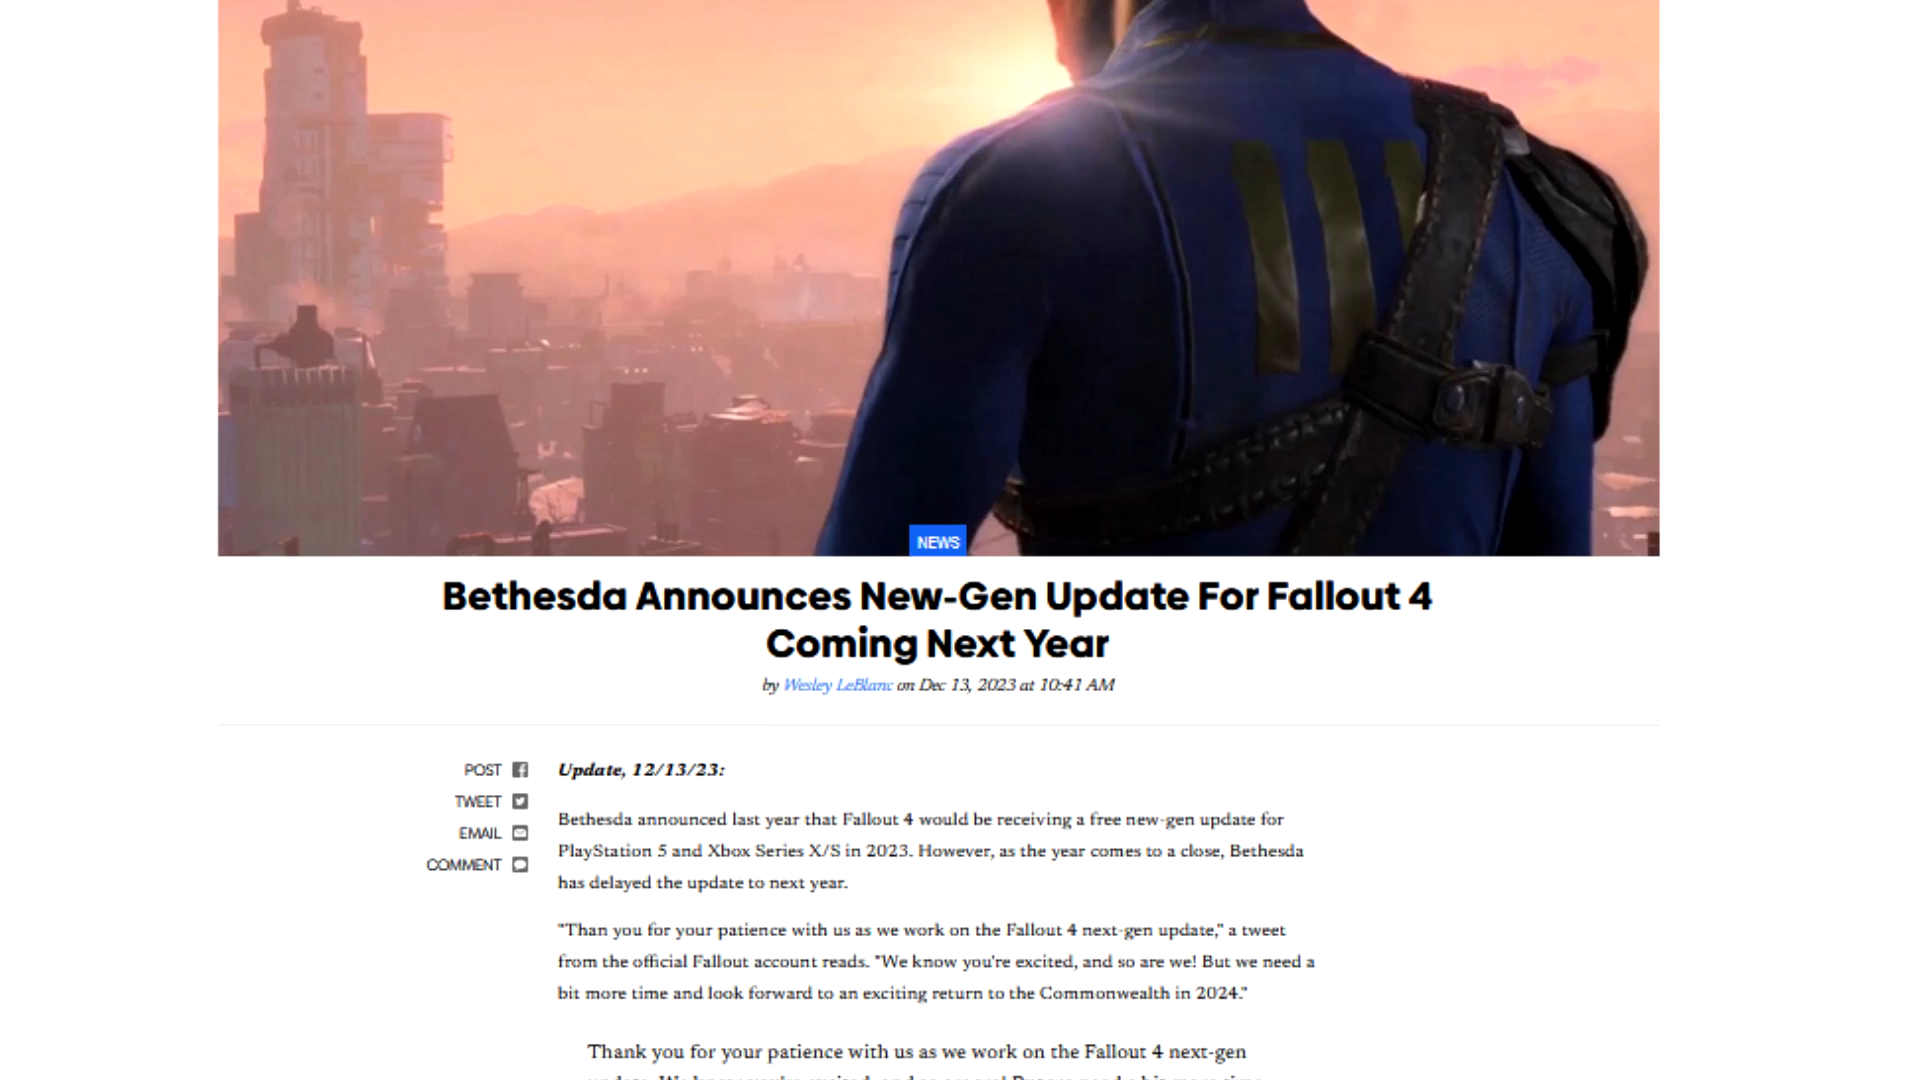 NEWS
Bethesda Announces New-Gen Update For Fallout 4
Coming Next Year
by Wesley LeBlanc on Dec 13, 2023 at 10:41 AM
POST
TWEET
EMAIL
COMMENT
Update, 12/13/23:
Bethesda announced last year that Fallout 4 would be receiving a free new-gen update for
PlayStation 5 and Xbox Series X/S in 2023. However, as the year comes to a close, Bethesda
has delayed the update to next year.
"Than you for your patience with us as we work on the Fallout 4 next-gen update," a tweet
from the official Fallout account reads. "We know you're excited, and so are we! But we need a
bit more time and look forward to an exciting return to the Commonwealth in 2024."
Thank you for your patience with us as we work on the Fallout 4 next-gen